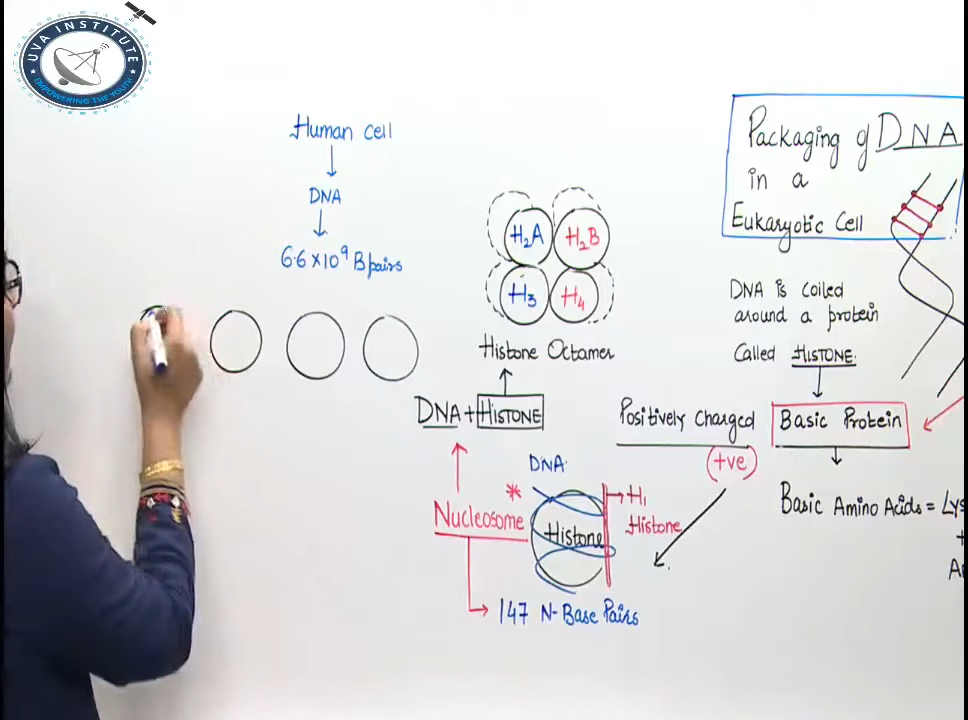 UVA INSTITUTE
EMPOWERING THE YOUTH
Human cell
DNA
6.6 × 10⁹ B pairs
H₂A
H₂B
H₃
H₄
Histone Octamer
DNA + HISTONE
* Nucleosome
DNA
Histone
H₁
Histone
147 N-Base Pairs
Packaging of DNA
in a
Eukaryotic Cell
DNA is coiled
around a protein
Called HISTONE.
Positively Charged
(+ve)
Basic Protein
Basic Amino Acids = Lys
+